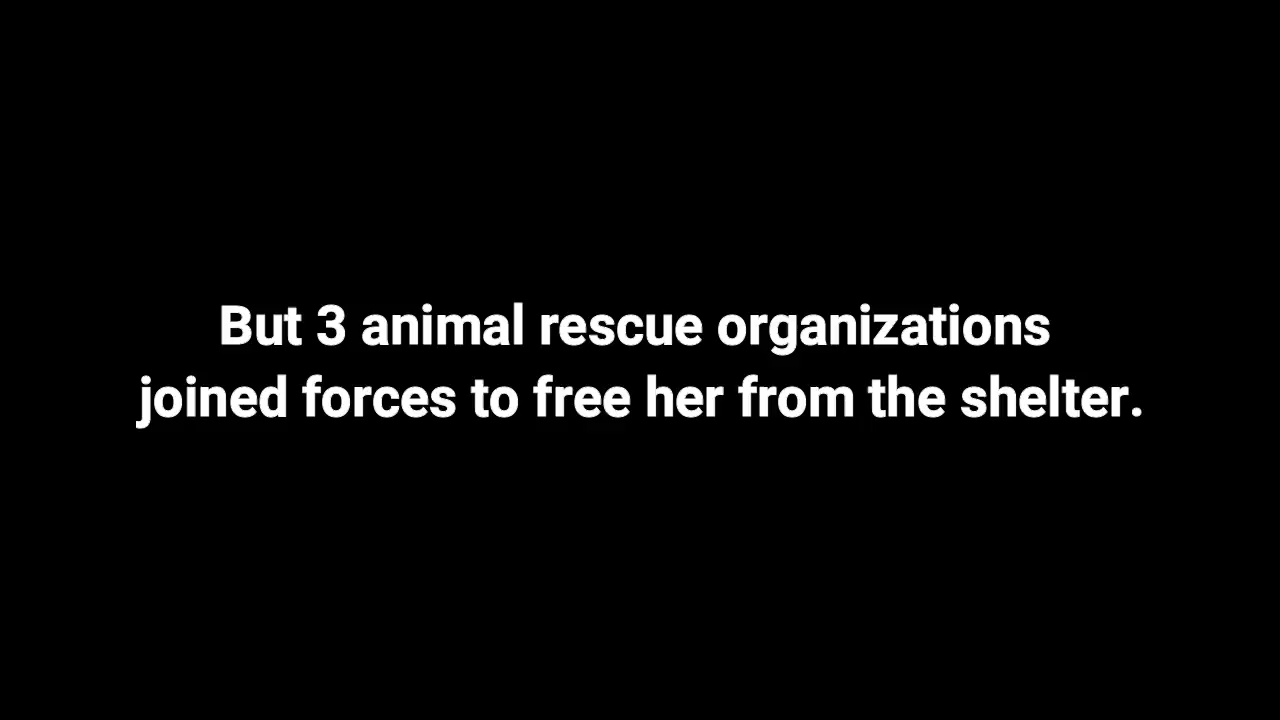 But 3 animal rescue organizations
joined forces to free her from the shelter.